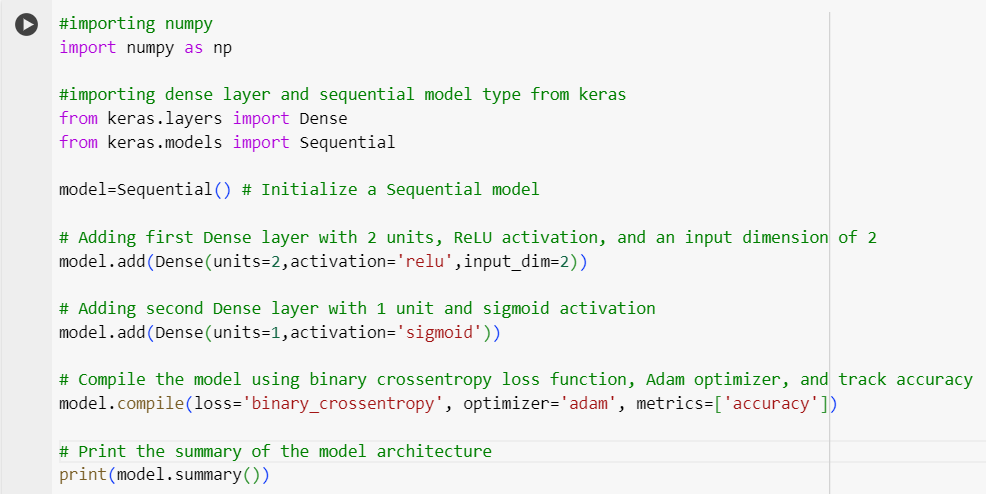 #importing numpy
import numpy as np
#importing dense layer and sequential model type from keras
from keras.layers import Dense
from keras.models import Sequential
model=Sequential() # Initialize a Sequential model
# Adding first Dense layer with 2 units, ReLU activation, and an input dimension of 2
model.add(Dense(units=2,activation='relu',input_dim=2))
# Adding second Dense layer with 1 unit and sigmoid activation
model.add(Dense(units=1,activation='sigmoid'))
# Compile the model using binary crossentropy loss function, Adam optimizer, and track accuracy
model.compile(loss='binary_crossentropy', optimizer='adam', metrics=['accuracy'])
# Print the summary of the model architecture
print(model.summary())